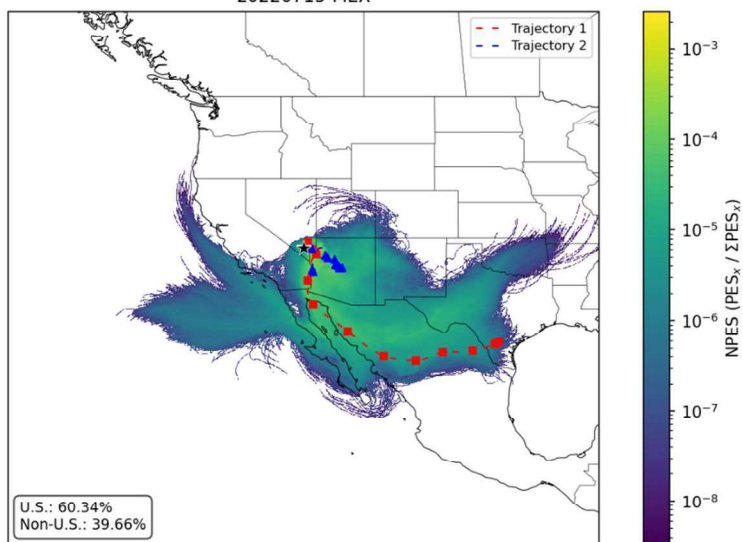 Trajectory 1
Trajectory 2
10⁻³
10⁻⁴
10⁻⁵
10⁻⁶
10⁻⁷
10⁻⁸
NPES (PESₓ / ΣPESₓ)
U.S.: 60.34%
Non-U.S.: 39.66%